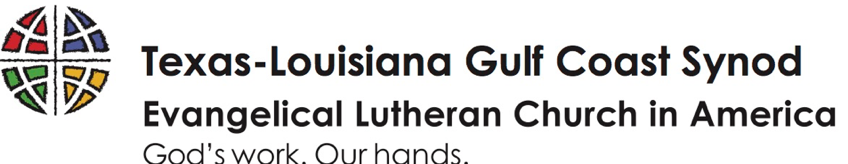 Texas-Louisiana Gulf Coast Synod
Evangelical Lutheran Church in America
God's work. Our hands.